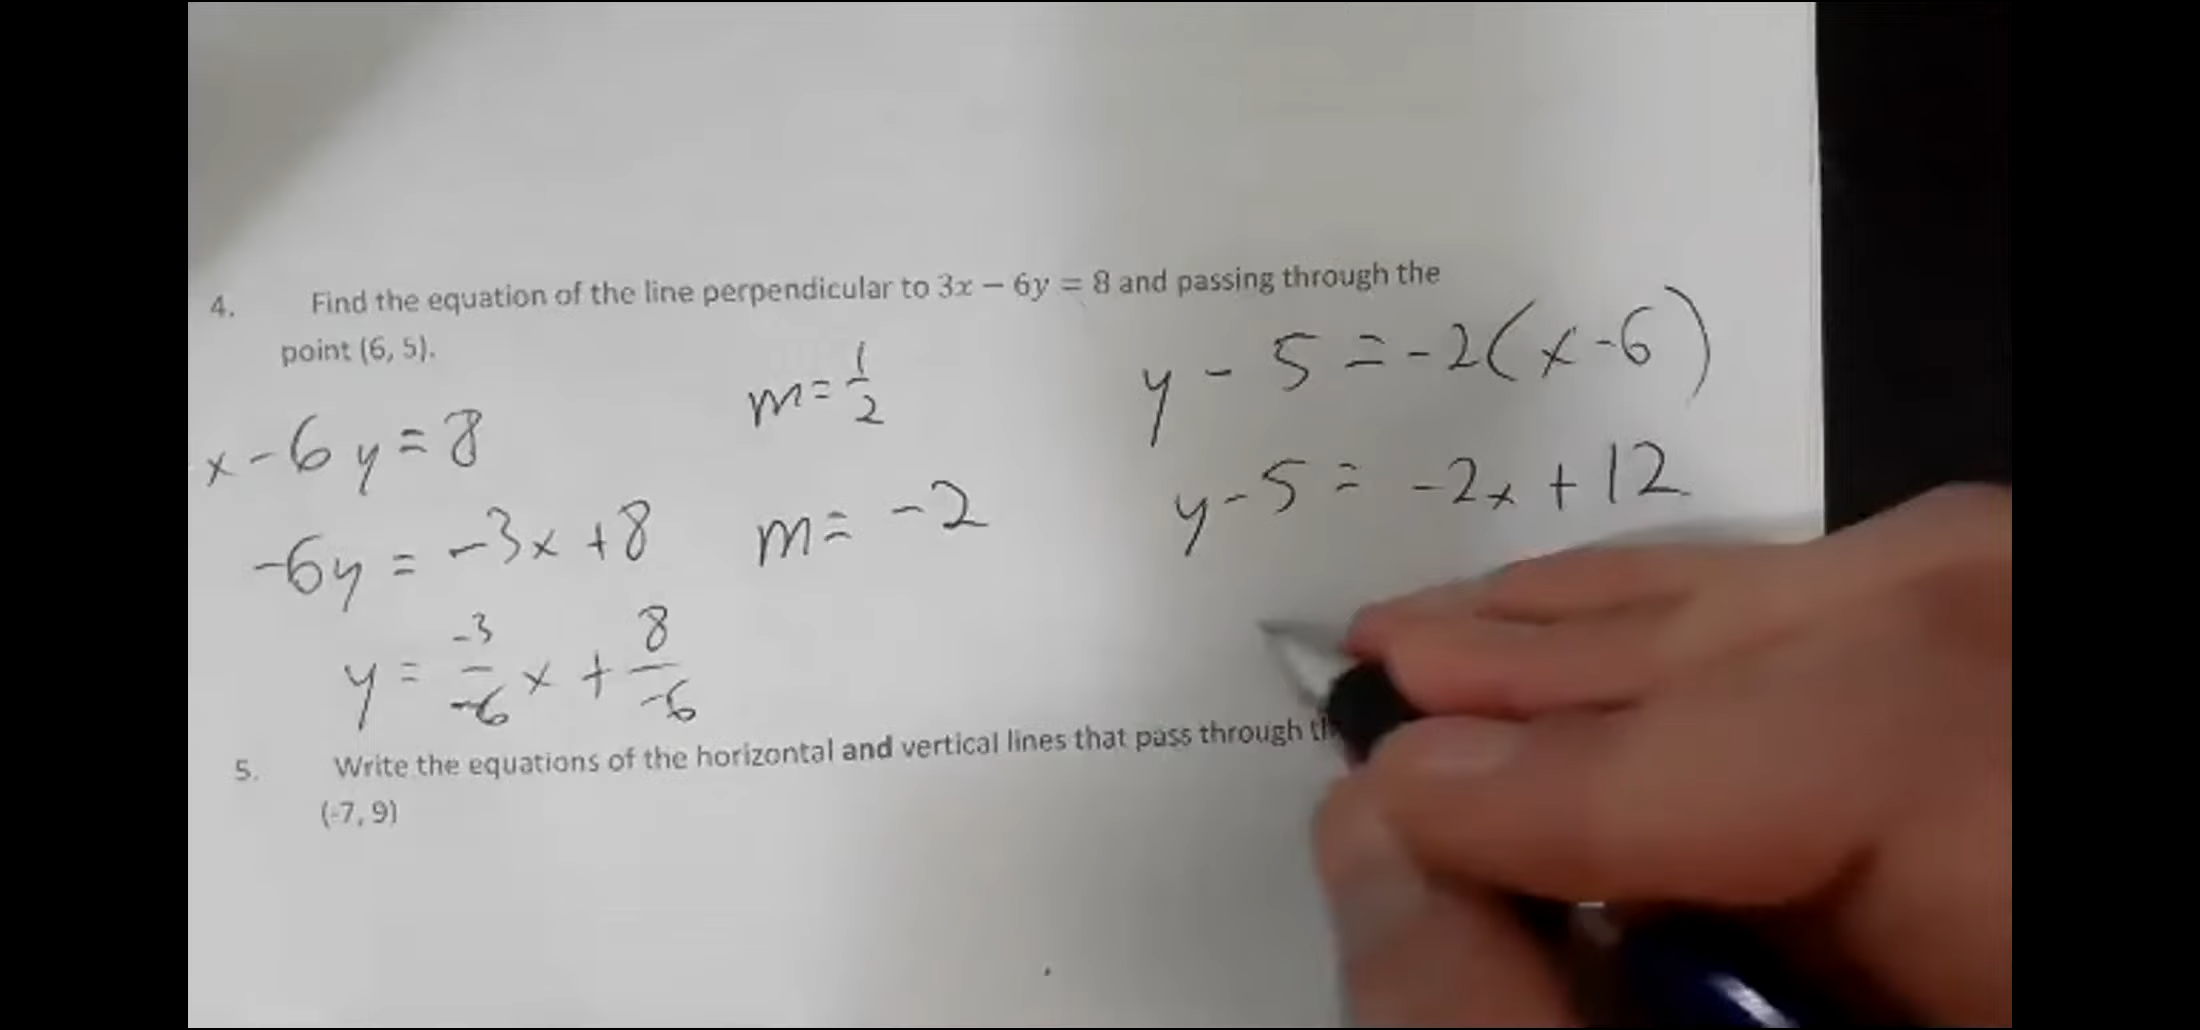 4. Find the equation of the line perpendicular to 3x − 6y = 8 and passing through the
point (6, 5).
x - 6y = 8
-6y = -3x + 8
y = -3/-6 x + 8/-6
m = 1/2
m = -2
y - 5 = -2(x - 6)
y - 5 = -2x + 12
5. Write the equations of the horizontal and vertical lines that pass through
(-7, 9)